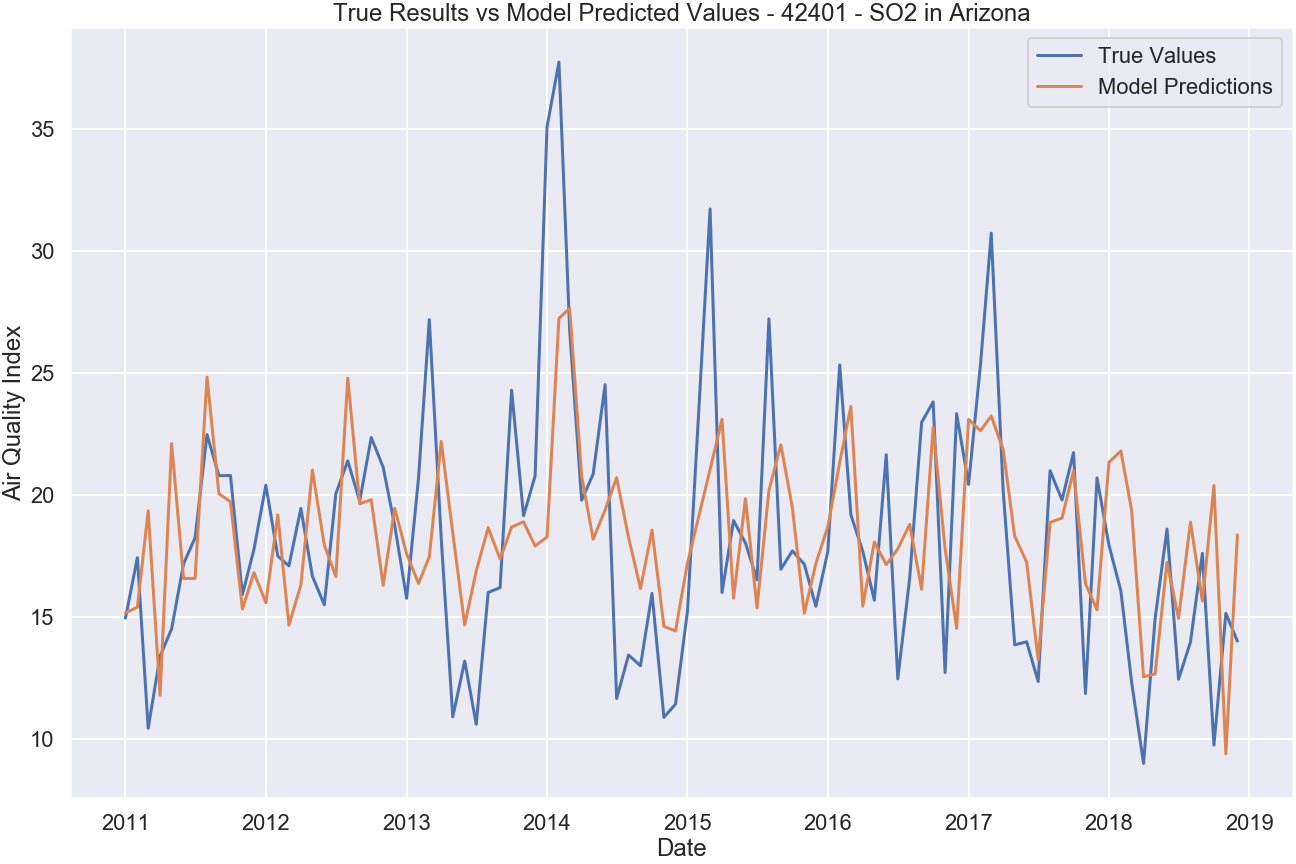 True Results vs Model Predicted Values - 42401 - SO2 in Arizona
True Values
Model Predictions
Air Quality Index
35
30
25
20
15
10
2011 2012 2013 2014 2015 2016 2017 2018 2019
Date